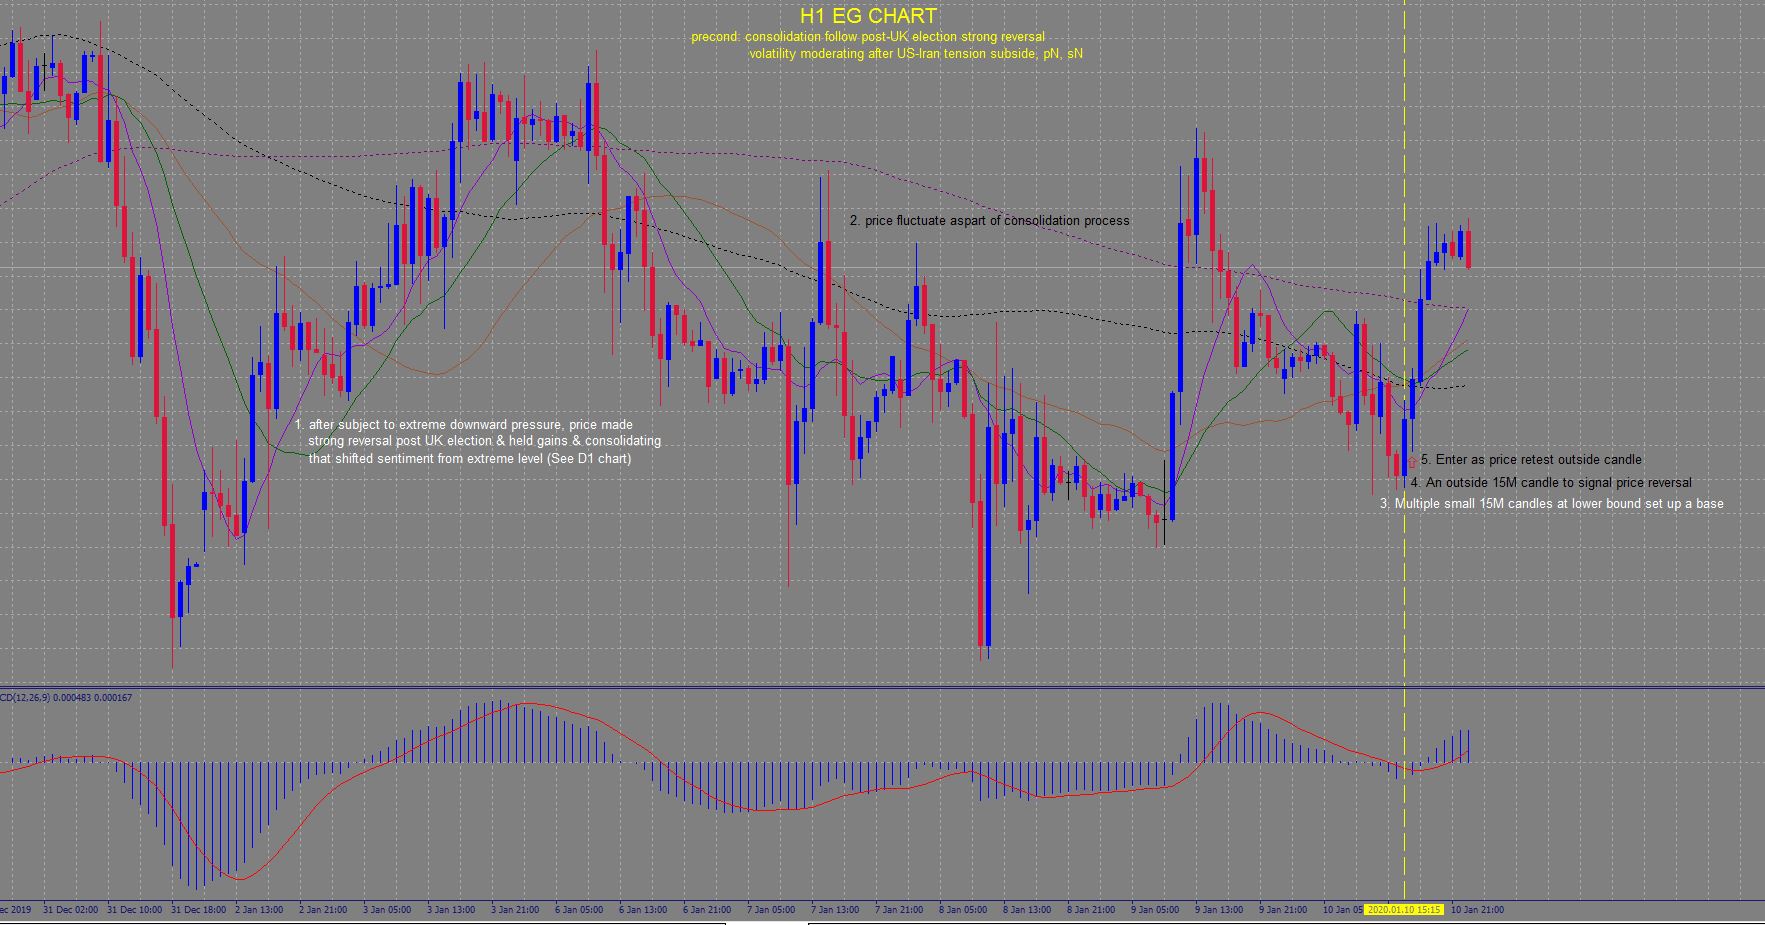 H1 EG CHART
precond: consolidation follow post-UK election strong reversal
volatility moderating after US-Iran tension subside, pN, sN
2. price fluctuate aspart of consolidation process
1. after subject to extreme downward pressure, price made
strong reversal post UK election & held gains & consolidating
that shifted sentiment from extreme level (See D1 chart)
5. Enter as price retest outside candle
4. An outside 15M candle to signal price reversal
3. Multiple small 15M candles at lower bound set up a base
CD(12,26,9) 0.000483 0.000167
ec 2019 31 Dec 02:00 31 Dec 10:00 31 Dec 18:00 2 Jan 13:00 2 Jan 21:00 3 Jan 05:00 3 Jan 13:00 3 Jan 21:00 6 Jan 05:00 6 Jan 13:00 6 Jan 21:00 7 Jan 05:00 7 Jan 13:00 7 Jan 21:00 8 Jan 05:00 8 Jan 13:00 8 Jan 21:00 9 Jan 05:00 9 Jan 13:00 9 Jan 21:00 10 Jan 05 2020.01.10 15:15 10 Jan 21:00